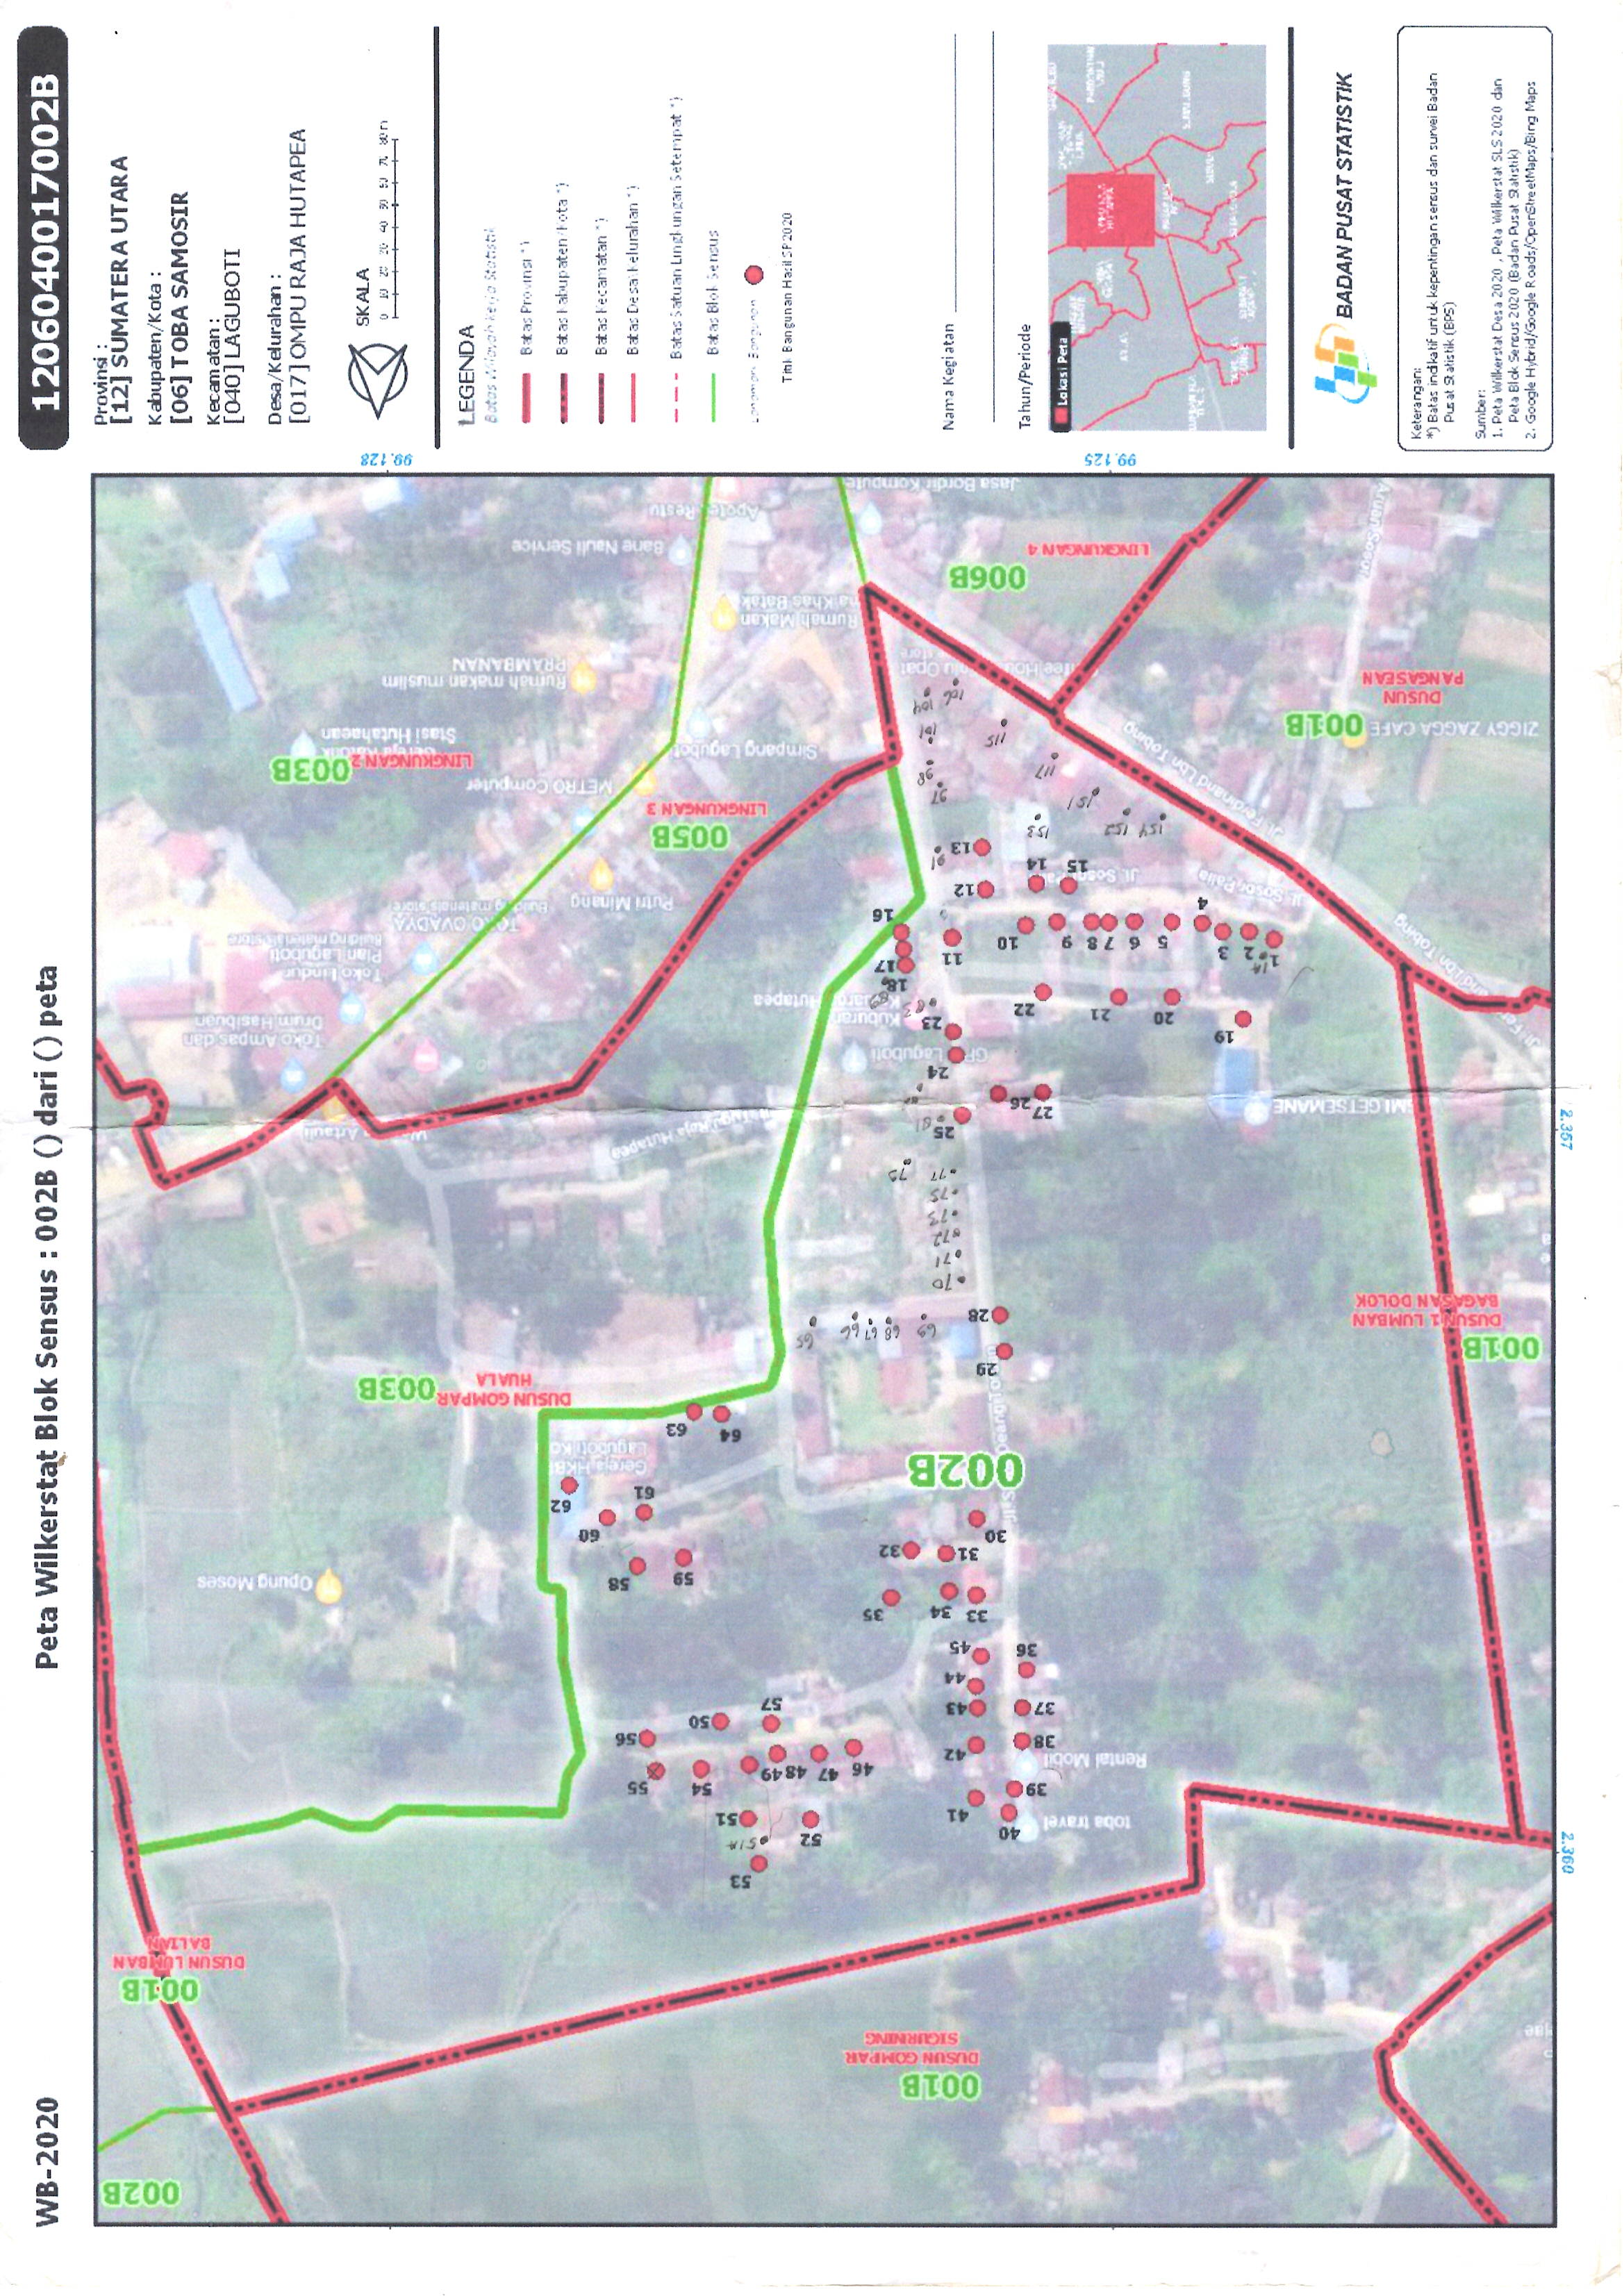 WB-2020
Peta Wilkerstat Blok Sensus : 002B () dari () peta
002B
001B
DUSUN GOMPAR
SIGURNING
001B
DUSUN LUMBAN
BALIAN
2.360
53
51A
52
51
toba travel
40
41
39
Rental Mobil
46
47
48
49
54
55
38
42
56
37
43
57
50
44
36
45
33
34
35
Opung Moses
59
58
31
32
30
60
61
62
002B
Gereja HKBP
Laguboti Ko
64
63
DUSUN GOMPAR
HUALA
003B
29
001B
DUSUN 1 LUMBAN
BAGASAN DOLOK
28
69
68
67
66
65
70
71
72
73
75
77
79
2.357
Tugu Raja Hutapea
Artauli
25
81
GMI GETSEMANE
27
26
24
Laguboti
Toko Ampas dan
Drum Hasibuan
19
20
21
22
23
83
Kuburan
Hutapea
18
17
Toko Lindur
Plan Laguboti
Building materials store
1
1A
2
3
4
5
6
7
8
9
10
11
16
TOKO OVADYA
Building materials store
Putri Minang
Jl. Sosor Palia
15
14
12
13
91
005B
LINGKUNGAN 3
154
152
153
151
97
98
METRO Computer
Jl. Ferdinand Lbn Tobing
117
115
101
104
106
Simpang Laguboti
LINGKUNGAN 2
003B
Gereja Katolik
Stasi Hutahaean
ZIGGY ZAGGA CAFE
001B
DUSUN
PANGASEAN
Rumah makan muslim
PRAMBANAN
Rumah Makan
Khas Batak
006B
LINGKUNGAN 4
Bane Nauli Service
Apotek Restu
Jasa Bordir Kompute
99.125
99.128
12060400170​02B
Provinsi :
[12] SUMATERA UTARA
Kabupaten/Kota :
[06] TOBA SAMOSIR
Kecamatan :
[040] LAGUBOTI
Desa/Kelurahan :
[017] OMPU RAJA HUTAPEA
SKALA
0 10 20 30 40 50 60 70 80 m
LEGENDA
Batas Wilayah Kerja Statistik
Batas Provinsi *)
Batas Kabupaten/Kota *)
Batas Kecamatan *)
Batas Desa/Kelurahan *)
Batas Satuan Lingkungan Setempat *)
Batas Blok Sensus
Titik Bangunan Hasil SP2020
Nama Kegiatan
Tahun/Periode
Lokasi Peta
BADAN PUSAT STATISTIK
Keterangan:
*) Batas indikatif untuk kepentingan sensus dan survei Badan
Pusat Statistik (BPS)
Sumber:
1. Peta Wilkerstat Desa 2020, Peta Wilkerstat SLS 2020 dan
Peta Blok Sensus 2020 (Badan Pusat Statistik)
2. Google Hybrid/Google Roads/OpenStreetMaps/Bing Maps